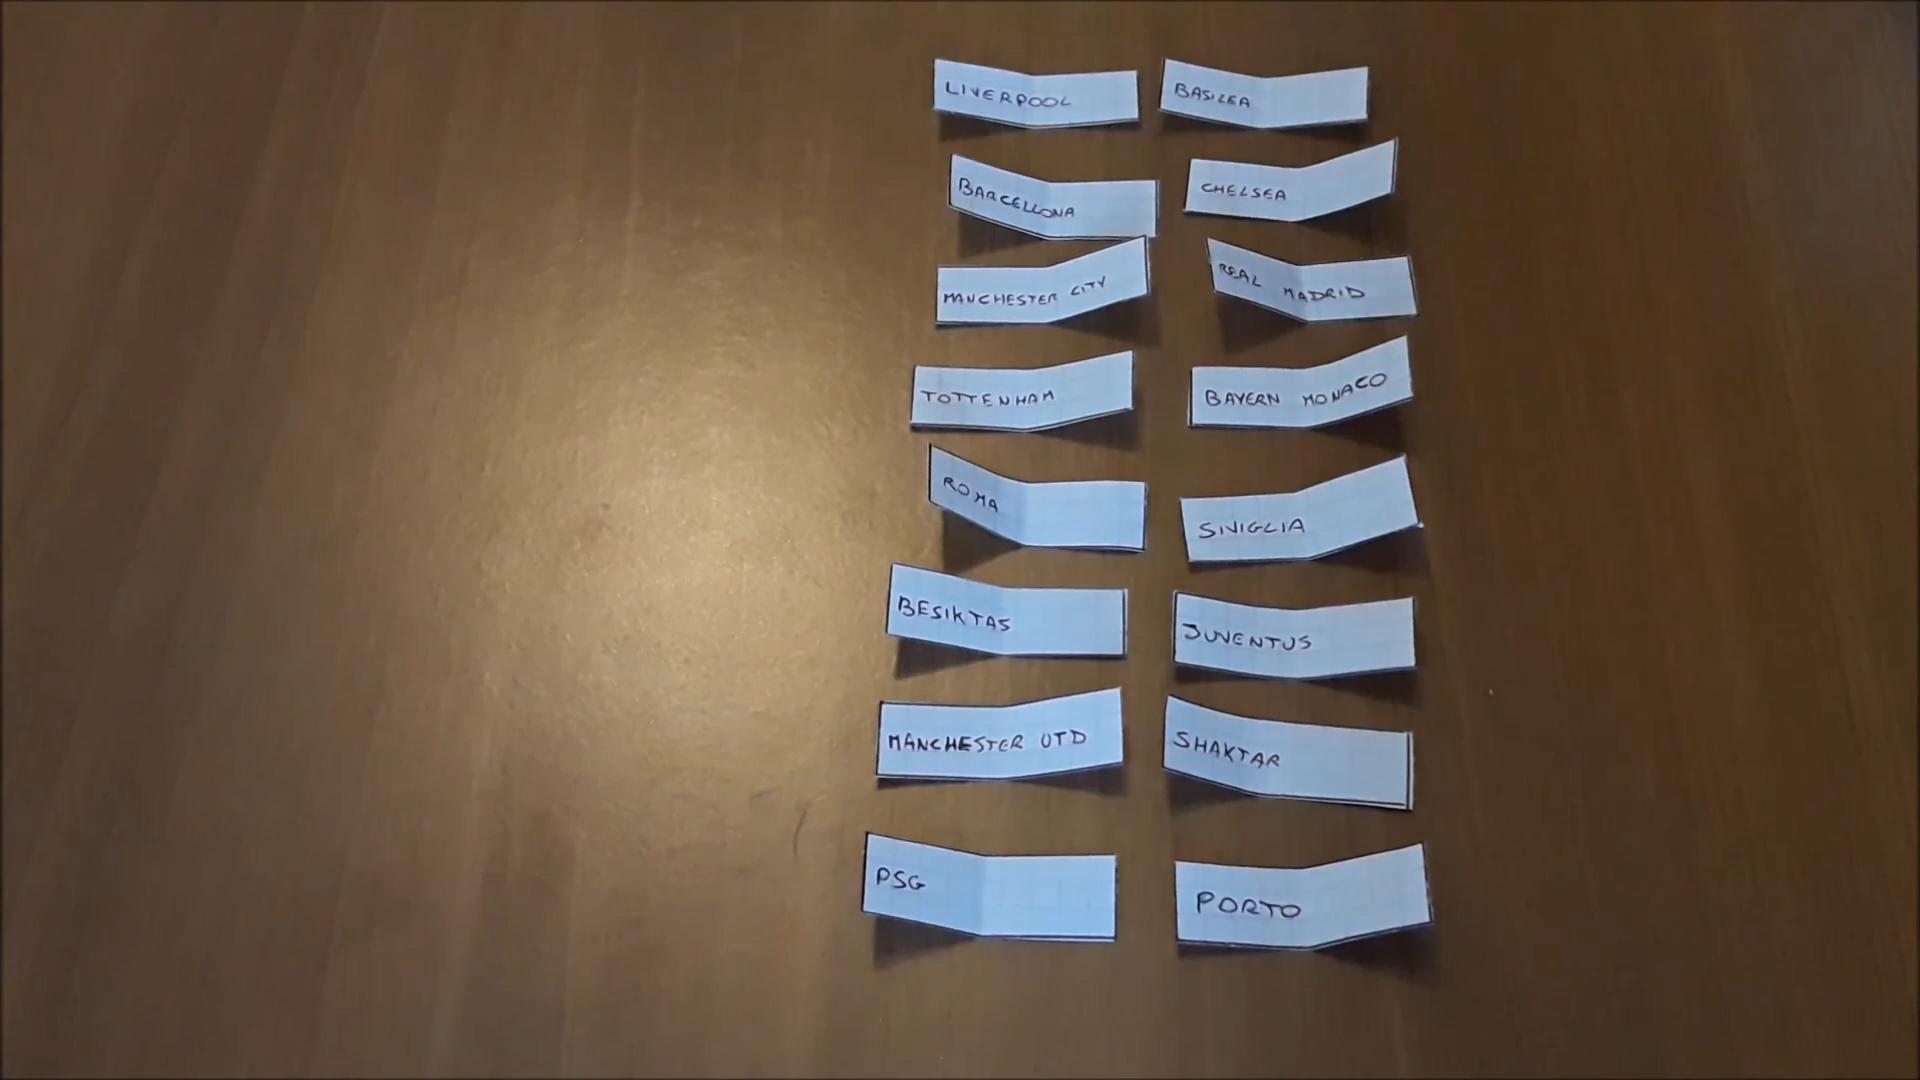 LIVERPOOL
BASILEA
BARCELLONA
CHELSEA
MANCHESTER CITY
REAL MADRID
TOTTENHAM
BAYERN MONACO
ROMA
SIVIGLIA
BESIKTAS
JUVENTUS
MANCHESTER UTD
SHAKTAR
PSG
PORTO